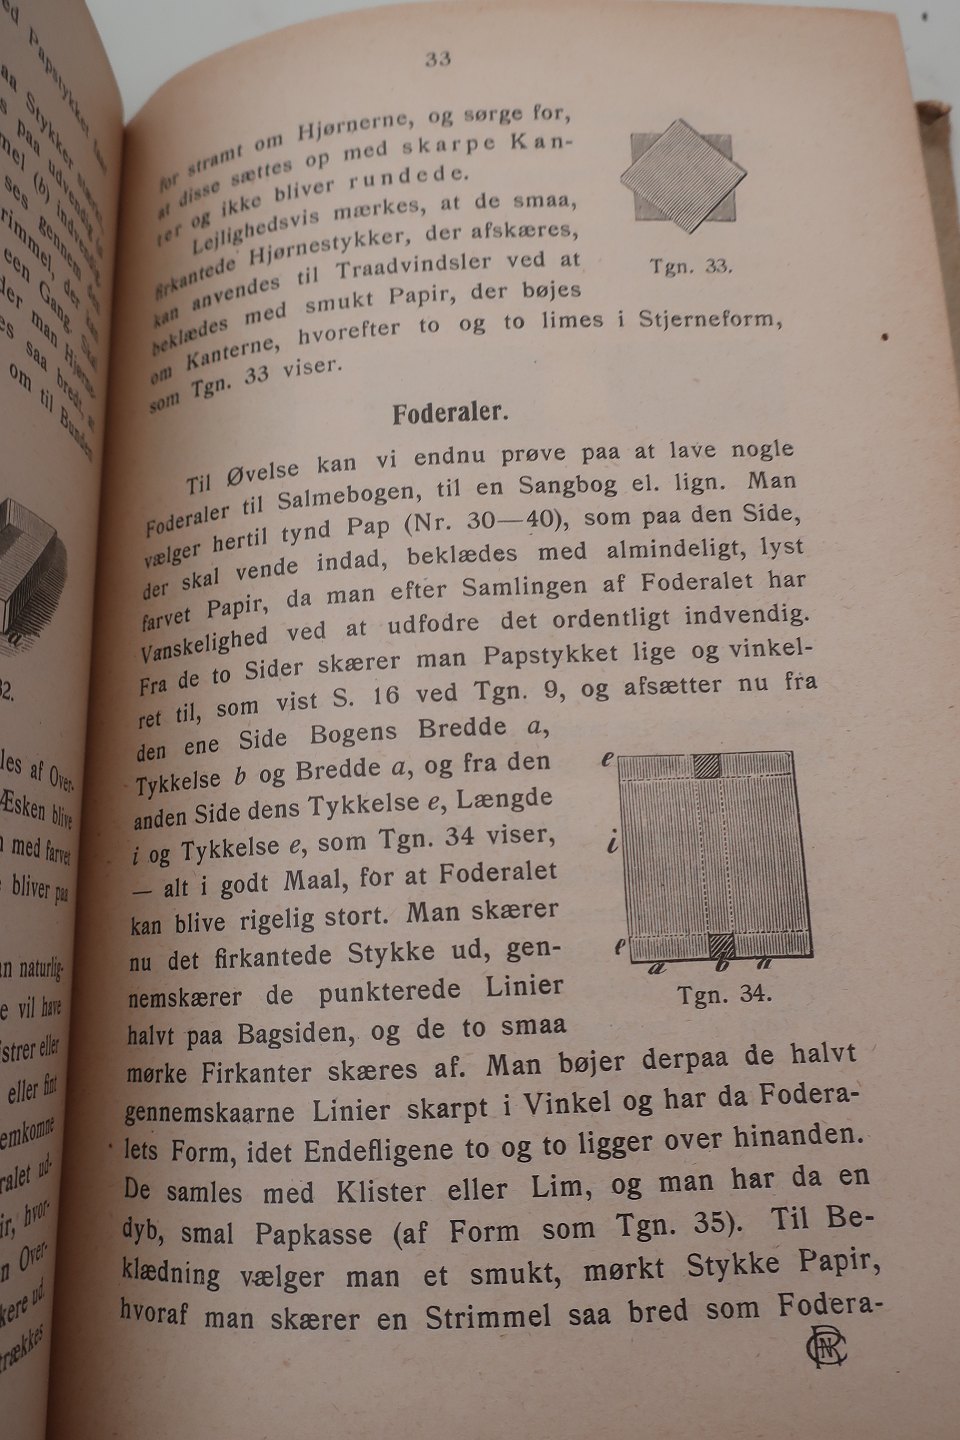 33
for stramt om Hjørnerne, og sørge for,
at disse sættes op med skarpe Kan-
ter og ikke bliver rundede.
Lejlighedsvis mærkes, at de smaa,
firkantede Hjørnestykker, der afskæres,
kan anvendes til Traadvindsler ved at
beklædes med smukt Papir, der bøjes
om Kanterne, hvorefter to og to limes i Stjerneform,
som Tgn. 33 viser.
Tgn. 33.
Foderaler.
Til Øvelse kan vi endnu prøve paa at lave nogle
Foderaler til Salmebogen, til en Sangbog el. lign. Man
vælger hertil tynd Pap (Nr. 30—40), som paa den Side,
der skal vende indad, beklædes med almindeligt, lyst
farvet Papir, da man efter Samlingen af Foderalet har
Vanskelighed ved at udfodre det ordentligt indvendig.
Fra de to Sider skærer man Papstykket lige og vinkel-
ret til, som vist S. 16 ved Tgn. 9, og afsætter nu fra
den ene Side Bogens Bredde a,
Tykkelse b og Bredde a, og fra den
anden Side dens Tykkelse e, Længde
i og Tykkelse e, som Tgn. 34 viser,
— alt i godt Maal, for at Foderalet
kan blive rigelig stort. Man skærer
nu det firkantede Stykke ud, gen-
nemskærer de punkterede Linier
halvt paa Bagsiden, og de to smaa
e
i
e
a b a
Tgn. 34.
mørke Firkanter skæres af. Man bøjer derpaa de halvt
gennemskaarne Linier skarpt i Vinkel og har da Fodera-
lets Form, idet Endefligene to og to ligger over hinanden.
De samles med Klister eller Lim, og man har da en
dyb, smal Papkasse (af Form som Tgn. 35). Til Be-
klædning vælger man et smukt, mørkt Stykke Papir,
hvoraf man skærer en Strimmel saa bred som Fodera-